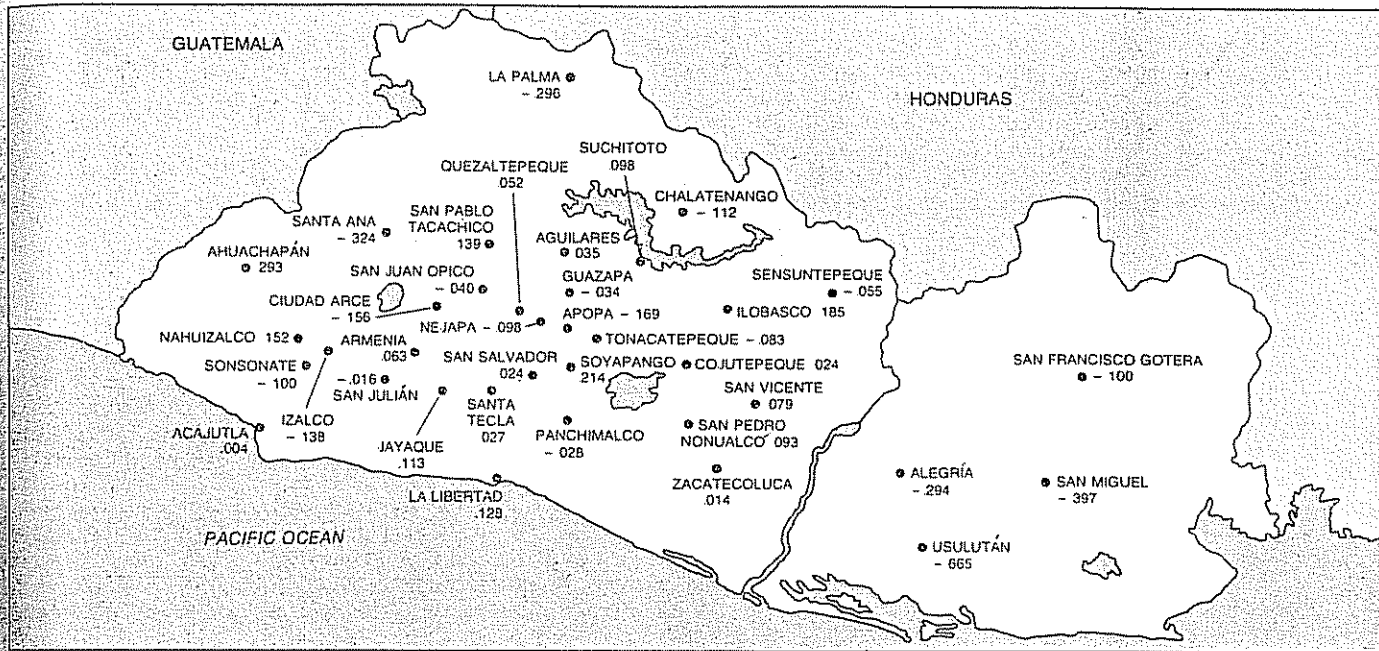 GUATEMALA
LA PALMA
- .296
HONDURAS
SUCHITOTO
.098
QUEZALTEPEQUE
.052
CHALATENANGO
- .112
SANTA ANA
- .324
SAN PABLO
TACACHICO
.139
AGUILARES
.035
AHUACHAPÁN
.293
SAN JUAN OPICO
- .040
GUAZAPA
- .034
SENSUNTEPEQUE
- .055
CIUDAD ARCE
- .156
NEJAPA - .098
APOPA - .169
ILOBASCO .185
NAHUIZALCO .152
ARMENIA
.063
TONACATEPEQUE - .083
SONSONATE
- .100
SAN SALVADOR
.024
SOYAPANGO
.214
COJUTEPEQUE .024
SAN FRANCISCO GOTERA
- .100
- .016
SAN JULIÁN
SAN VICENTE
.079
ACAJUTLA
.004
IZALCO
- .138
JAYAQUE
.113
SANTA
TECLA
.027
PANCHIMALCO
- .028
SAN PEDRO
NONUALCO .093
LA LIBERTAD
.129
ZACATECOLUCA
.014
ALEGRÍA
- .294
SAN MIGUEL
- .397
PACIFIC OCEAN
USULUTÁN
- .665